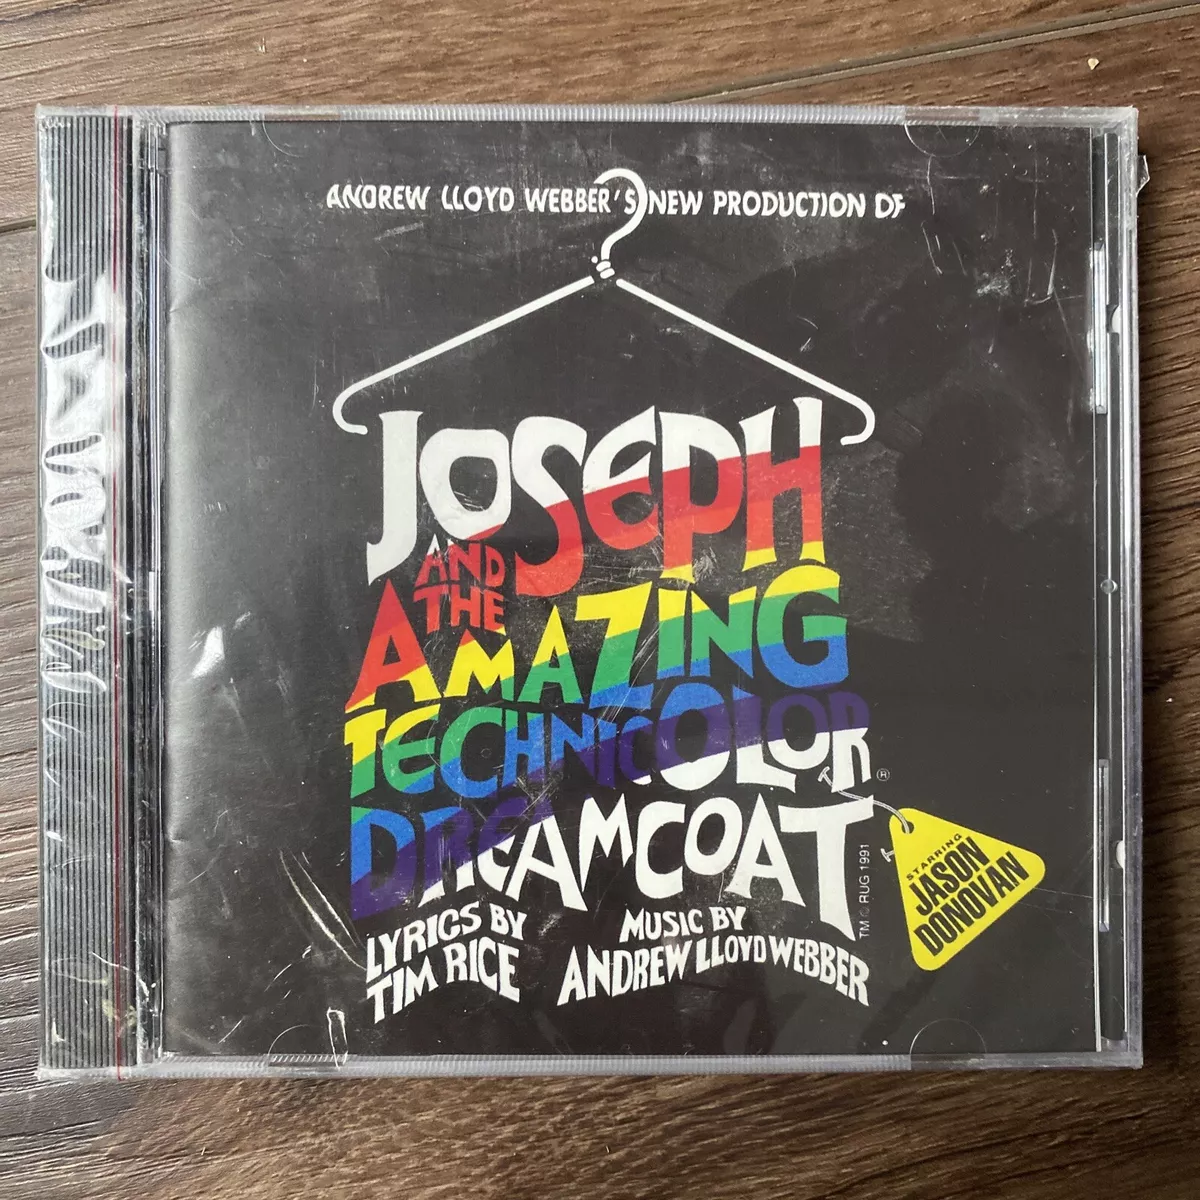 ANDREW LLOYD WEBBER'S NEW PRODUCTION OF
JOSEPH
AND
THE
AMAZING
TECHNICOLOR®
DREAMCOAT
LYRICS BY
TIM RICE
MUSIC BY
ANDREW LLOYD WEBBER
TM © RUG 1991
STARRING
JASON
DONOVAN